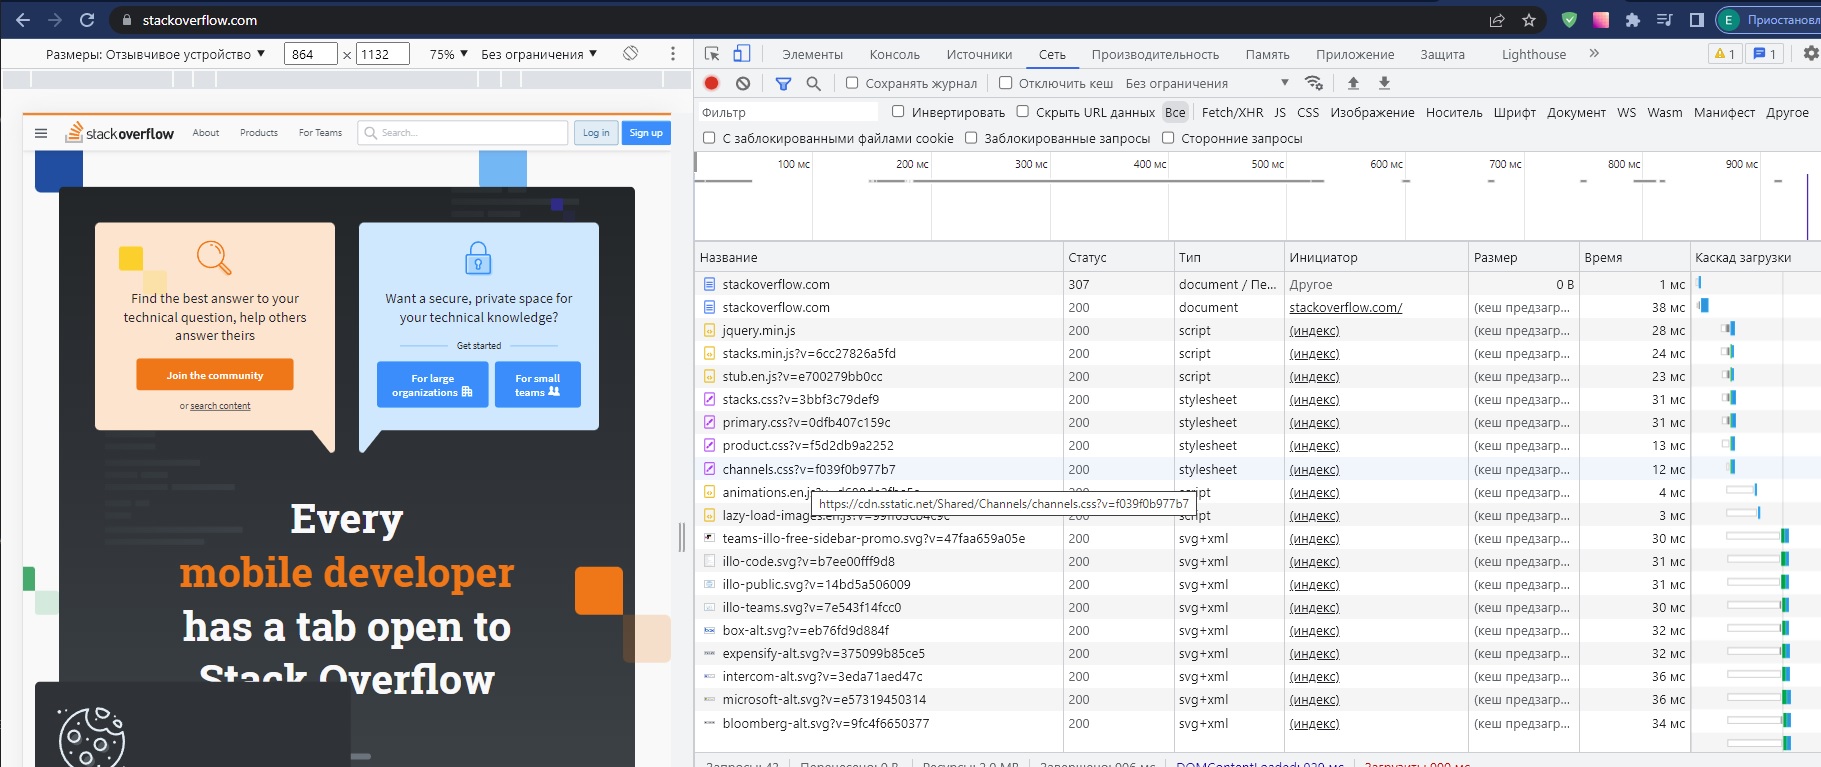 stackoverflow.com
E Приостановл
Размеры: Отзывчивое устройство ▼ 864 × 1132 75% ▼ Без ограничения ▼
Элементы Консоль Источники Сеть Производительность Память Приложение Защита Lighthouse » 1 1
Сохранять журнал Отключить кеш Без ограничения ▼
Фильтр Инвертировать Скрыть URL данных Все Fetch/XHR JS CSS Изображение Носитель Шрифт Документ WS Wasm Манифест Другое
С заблокированными файлами cookie Заблокированные запросы Сторонние запросы
100 мс 200 мс 300 мс 400 мс 500 мс 600 мс 700 мс 800 мс 900 мс
stackoverflow About Products For Teams Search... Log in Sign up
Find the best answer to your
technical question, help others
answer theirs
Join the community
or search content
Want a secure, private space for
your technical knowledge?
Get started
For large
organizations
For small
teams
Every
mobile developer
has a tab open to
Stack Overflow
Название Статус Тип Инициатор Размер Время Каскад загрузки
stackoverflow.com 307 document / Пе... Другое 0 B 1 мс
stackoverflow.com 200 document stackoverflow.com/ (кеш предзагр... 38 мс
jquery.min.js 200 script (индекс) (кеш предзагр... 28 мс
stacks.min.js?v=6cc27826a5fd 200 script (индекс) (кеш предзагр... 24 мс
stub.en.js?v=e700279bb0cc 200 script (индекс) (кеш предзагр... 23 мс
stacks.css?v=3bbf3c79def9 200 stylesheet (индекс) (кеш предзагр... 31 мс
primary.css?v=0dfb407c159c 200 stylesheet (индекс) (кеш предзагр... 31 мс
product.css?v=f5d2db9a2252 200 stylesheet (индекс) (кеш предзагр... 13 мс
channels.css?v=f039f0b977b7 200 stylesheet (индекс) (кеш предзагр... 12 мс
script (индекс) (кеш предзагр... 4 мс
https://cdn.sstatic.net/Shared/Channels/channels.css?v=f039f0b977b7
script (индекс) (кеш предзагр... 3 мс
teams-illo-free-sidebar-promo.svg?v=47faa659a05e 200 svg+xml (индекс) (кеш предзагр... 30 мс
illo-code.svg?v=b7ee00fff9d8 200 svg+xml (индекс) (кеш предзагр... 31 мс
illo-public.svg?v=14bd5a506009 200 svg+xml (индекс) (кеш предзагр... 31 мс
illo-teams.svg?v=7e543f14fcc0 200 svg+xml (индекс) (кеш предзагр... 30 мс
box-alt.svg?v=eb76fd9d884f 200 svg+xml (индекс) (кеш предзагр... 32 мс
expensify-alt.svg?v=375099b85ce5 200 svg+xml (индекс) (кеш предзагр... 32 мс
intercom-alt.svg?v=3eda71aed47c 200 svg+xml (индекс) (кеш предзагр... 36 мс
microsoft-alt.svg?v=e57319450314 200 svg+xml (индекс) (кеш предзагр... 36 мс
bloomberg-alt.svg?v=9fc4f6650377 200 svg+xml (индекс) (кеш предзагр... 34 мс